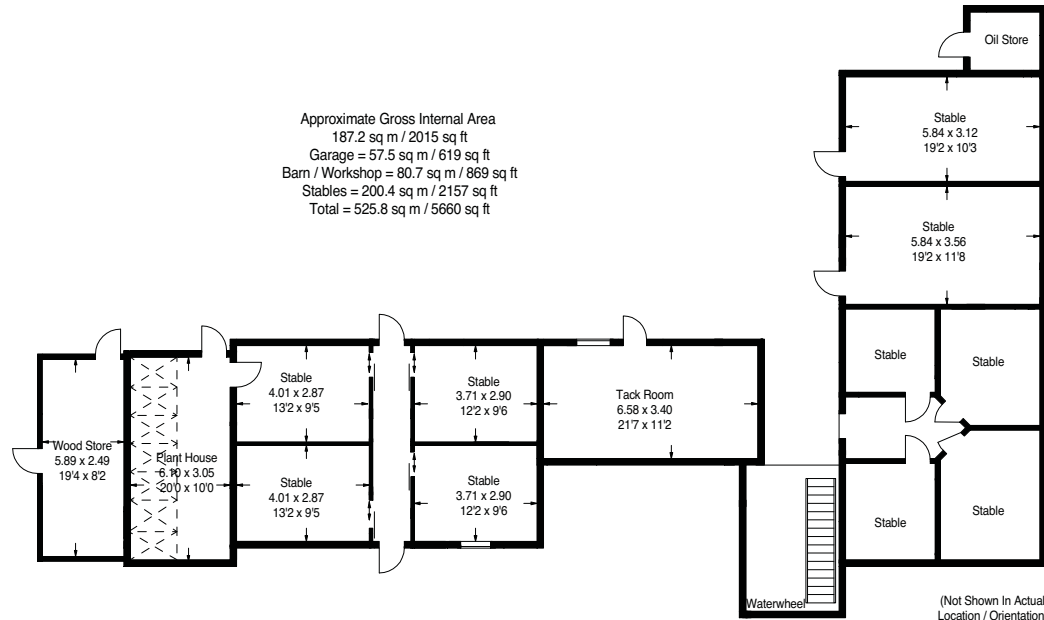 Oil Store
Approximate Gross Internal Area
187.2 sq m / 2015 sq ft
Garage = 57.5 sq m / 619 sq ft
Barn / Workshop = 80.7 sq m / 869 sq ft
Stables = 200.4 sq m / 2157 sq ft
Total = 525.8 sq m / 5660 sq ft
Stable
5.84 x 3.12
19'2 x 10'3
Stable
5.84 x 3.56
19'2 x 11'8
Wood Store
5.89 x 2.49
19'4 x 8'2
Plant House
6.10 x 3.05
20'0 x 10'0
Stable
4.01 x 2.87
13'2 x 9'5
Stable
3.71 x 2.90
12'2 x 9'6
Tack Room
6.58 x 3.40
21'7 x 11'2
Stable
Stable
Stable
4.01 x 2.87
13'2 x 9'5
Stable
3.71 x 2.90
12'2 x 9'6
Stable
Stable
Waterwheel
(Not Shown In Actual
Location / Orientation)